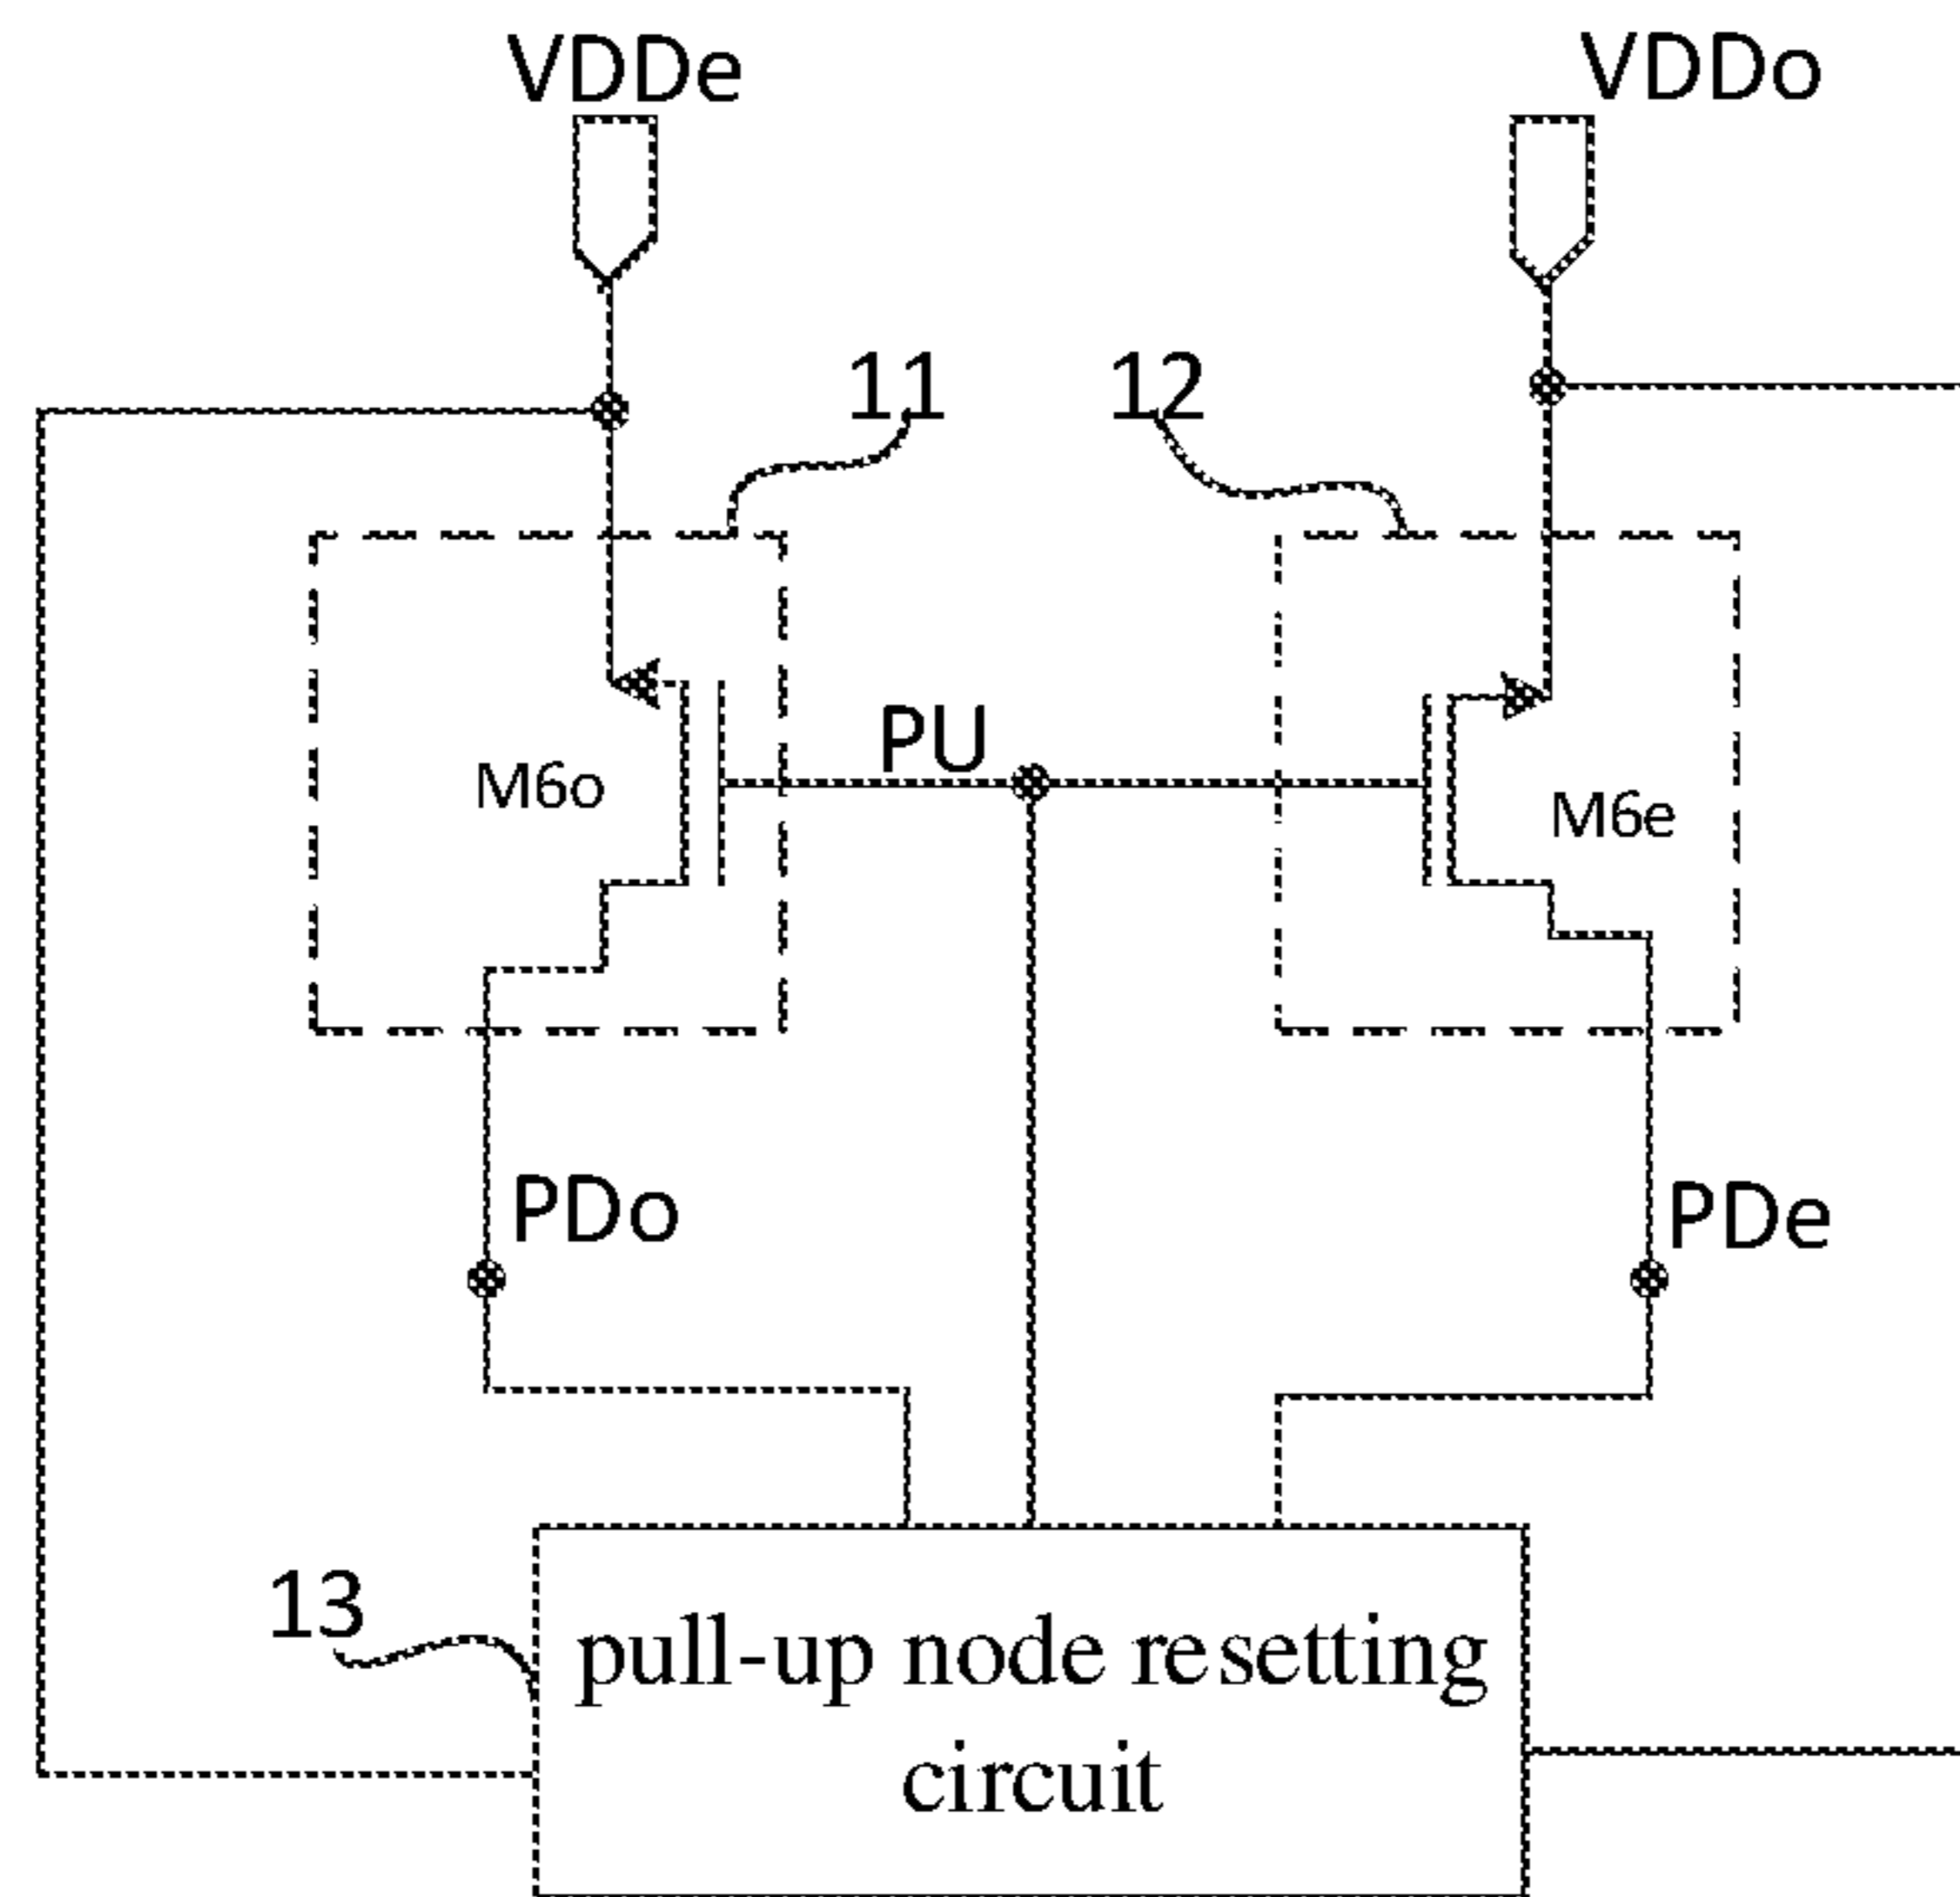 VDDe
VDDo
11
12
PU
M6o
M6e
PDo
PDe
13
pull-up node resetting
circuit